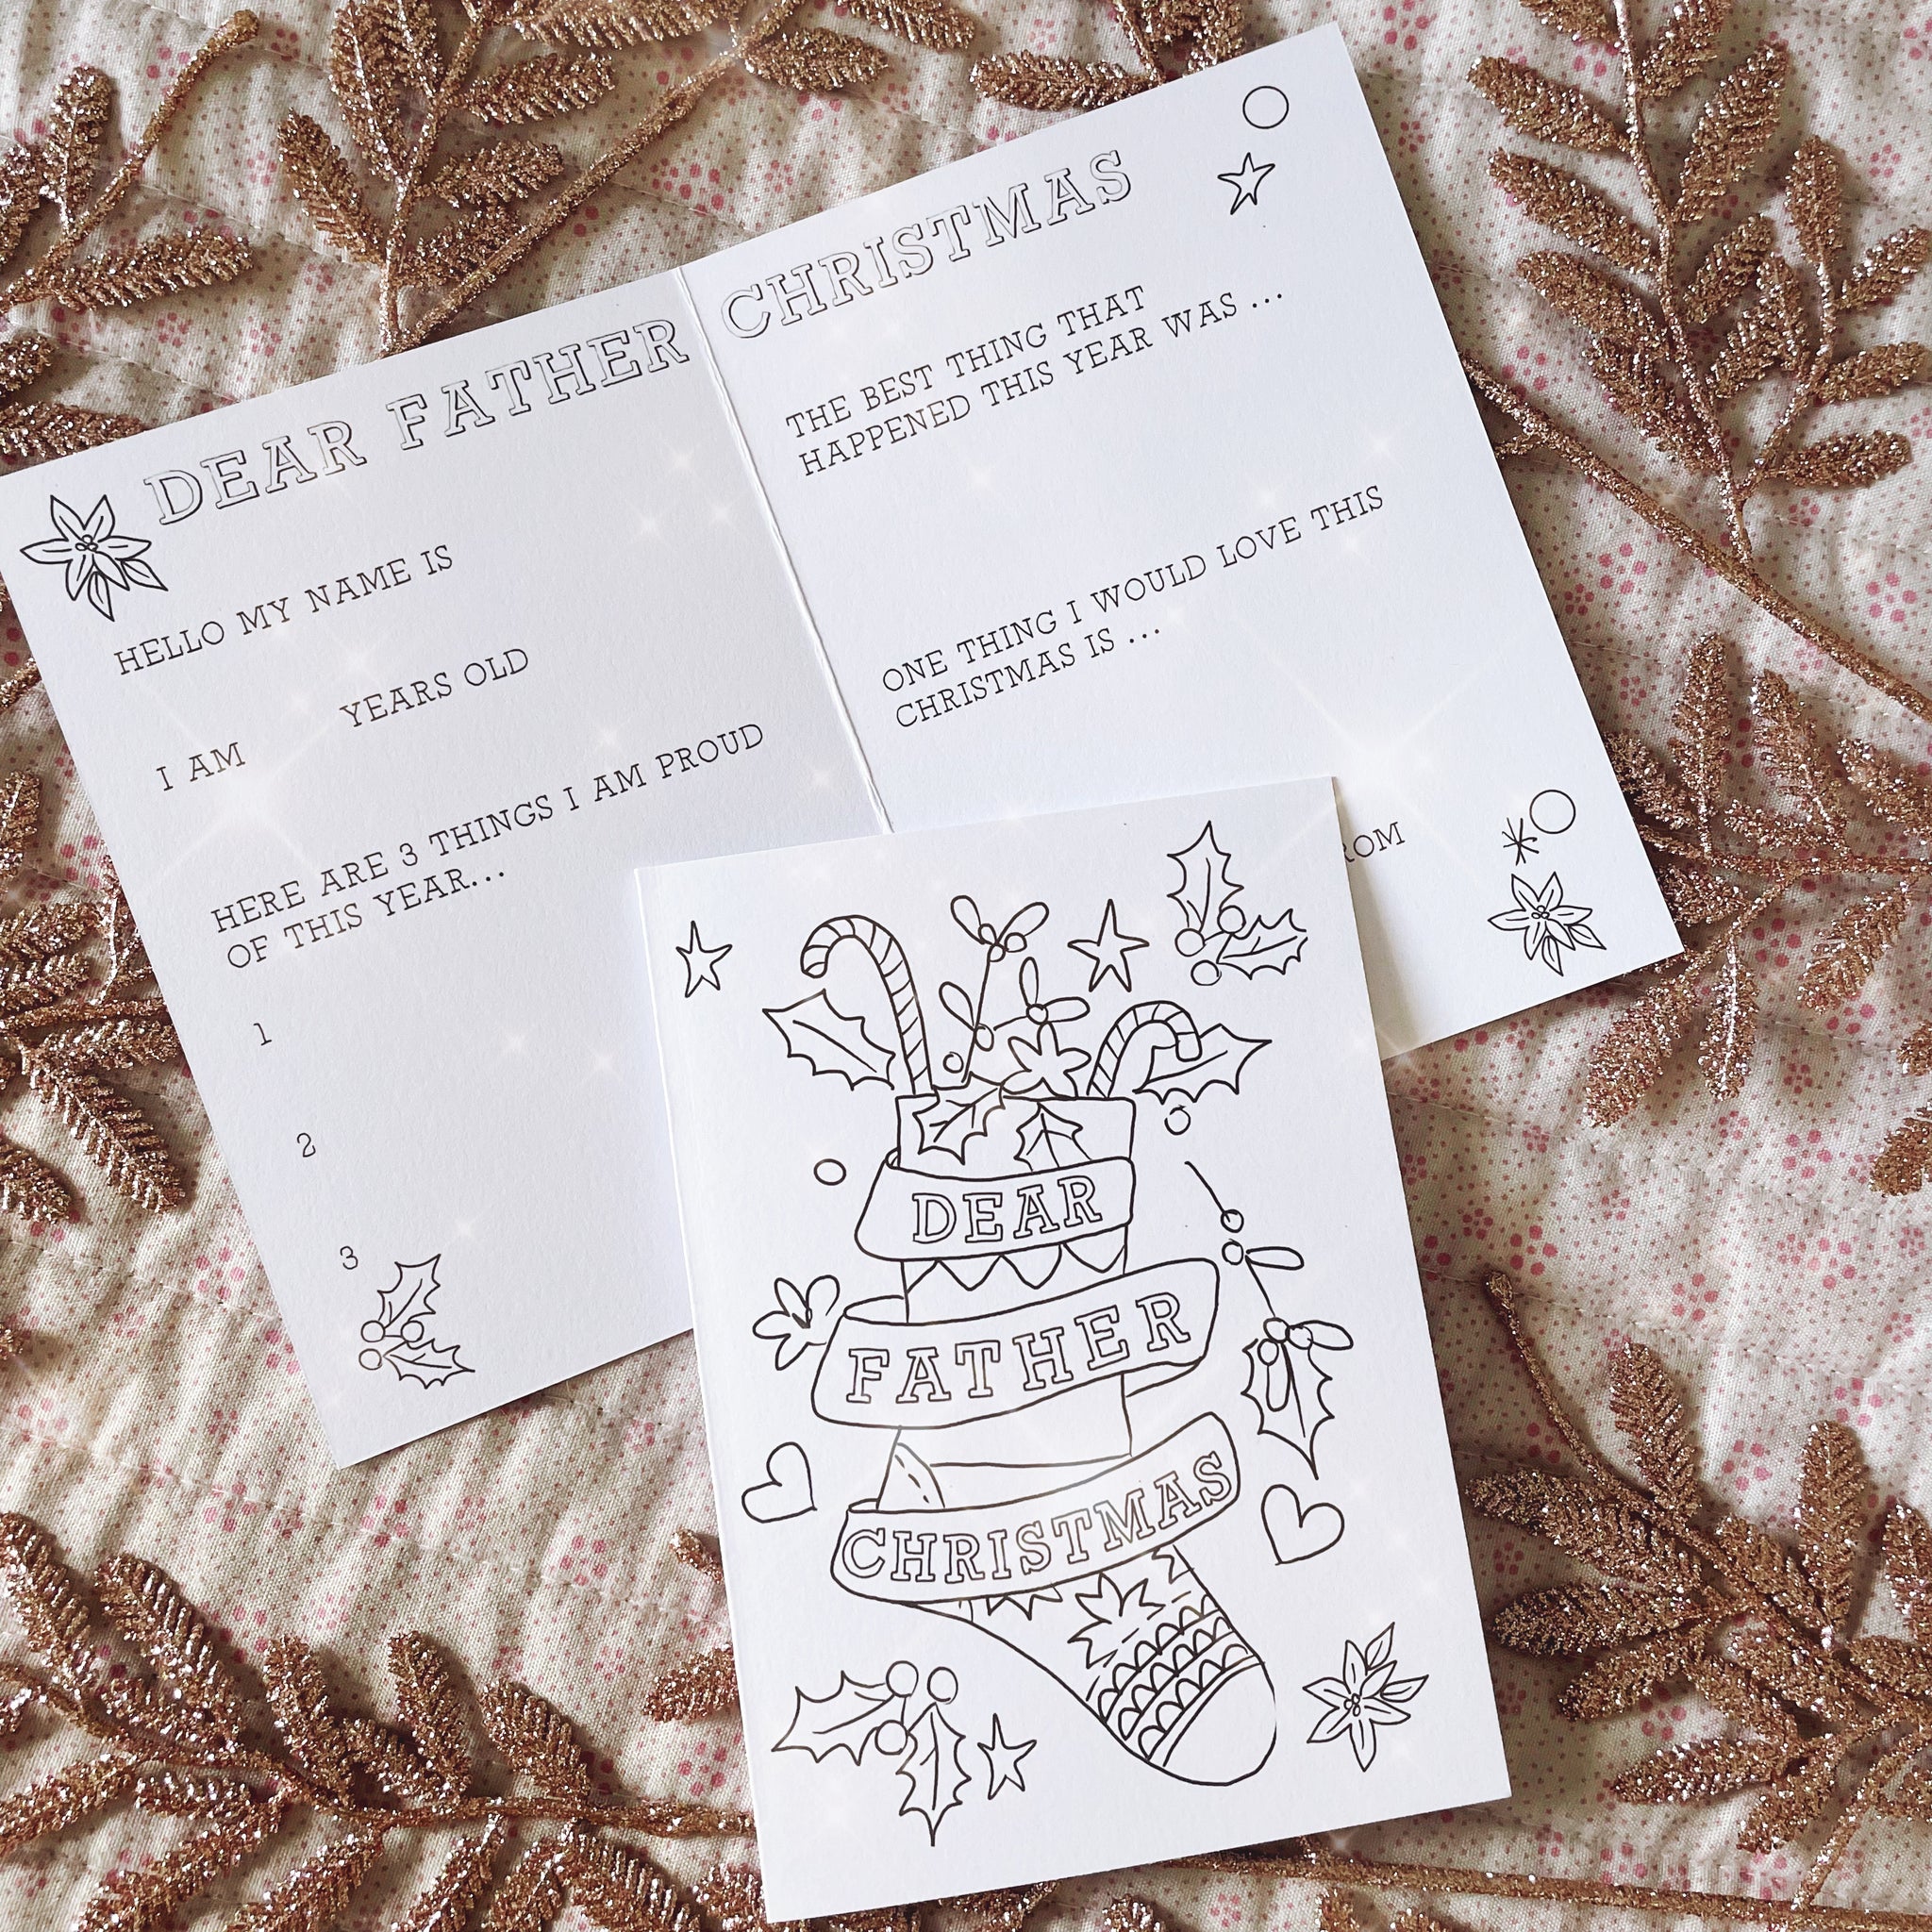 DEAR FATHER CHRISTMAS
HELLO MY NAME IS
I AM YEARS OLD
HERE ARE 3 THINGS I AM PROUD
OF THIS YEAR...
1
2
3
THE BEST THING THAT
HAPPENED THIS YEAR WAS ...
ONE THING I WOULD LOVE THIS
CHRISTMAS IS ...
DEAR
FATHER
CHRISTMAS